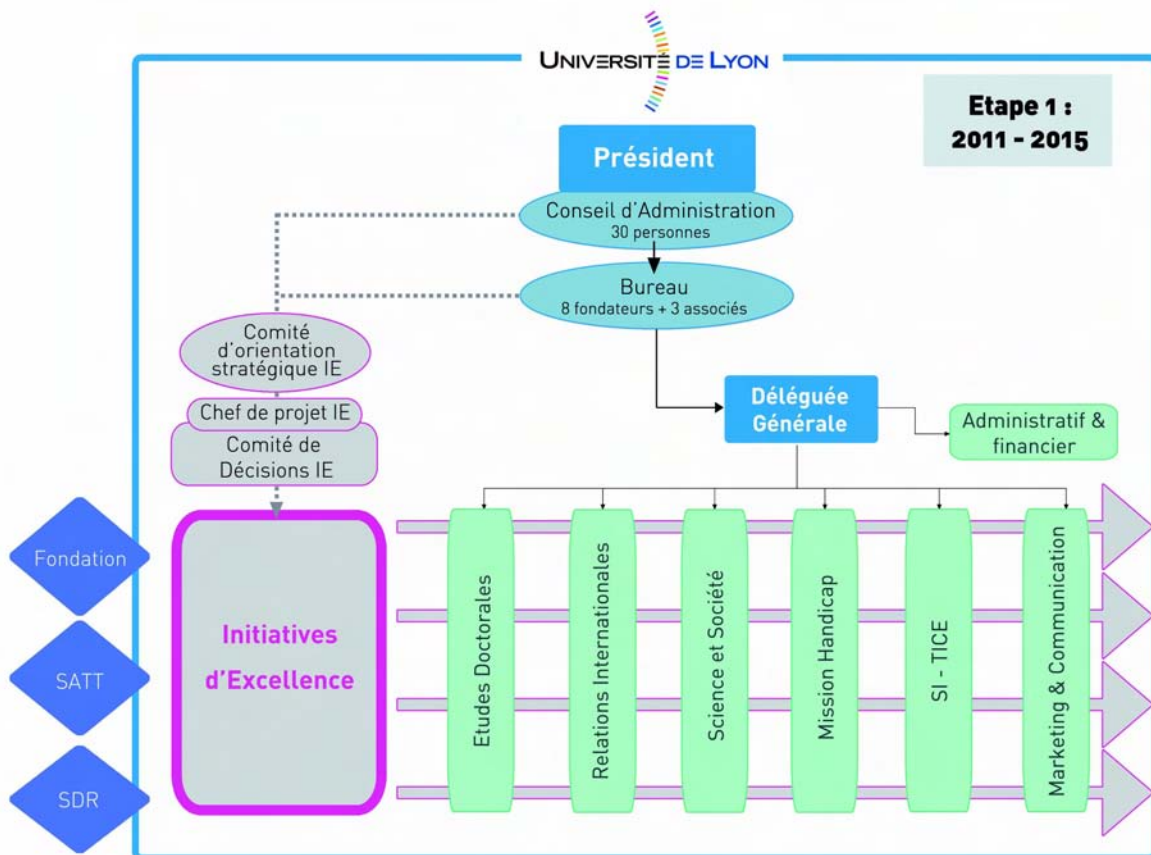 UNIVERSITÉ DE LYON
Etape 1 :
2011 - 2015
Président
Conseil d'Administration
30 personnes
Bureau
8 fondateurs + 3 associés
Comité
d'orientation
stratégique IE
Chef de projet IE
Comité de
Décisions IE
Déléguée
Générale
Administratif &
financier
Fondation
SATT
SDR
Initiatives
d'Excellence
Etudes Doctorales
Relations Internationales
Science et Société
Mission Handicap
SI - TICE
Marketing & Communication